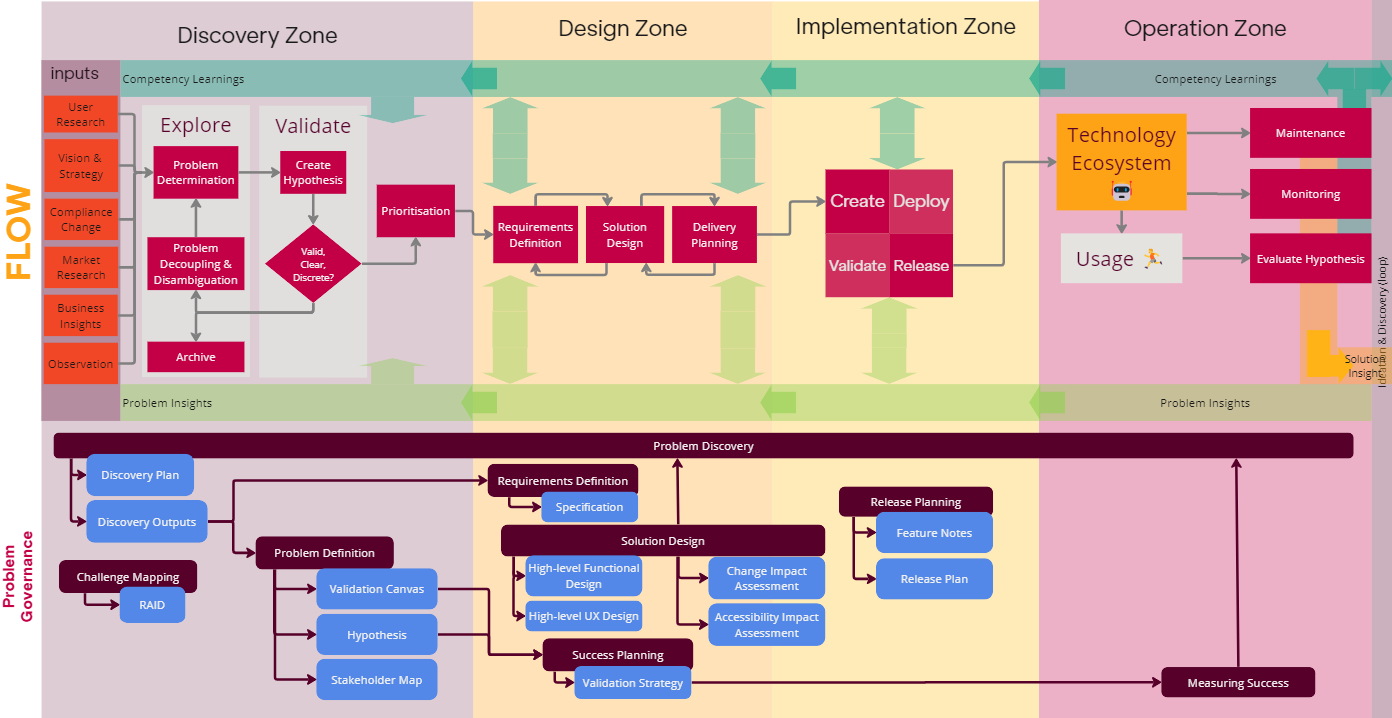 Discovery Zone
Design Zone
Implementation Zone
Operation Zone
inputs
Competency Learnings
Competency Learnings
FLOW
User
Research
Vision &
Strategy
Compliance
Change
Market
Research
Business
Insights
Observation
Explore
Problem
Determination
Problem
Decoupling &
Disambiguation
Archive
Validate
Create
Hypothesis
Valid,
Clear,
Discrete?
Prioritisation
Requirements
Definition
Solution
Design
Delivery
Planning
Create
Deploy
Validate
Release
Technology
Ecosystem
Usage
Maintenance
Monitoring
Evaluate Hypothesis
Solution
Insight
Ideation & Discovery (loop)
Problem Insights
Problem Insights
Problem
Governance
Problem Discovery
Discovery Plan
Discovery Outputs
Challenge Mapping
RAID
Problem Definition
Validation Canvas
Hypothesis
Stakeholder Map
Requirements Definition
Specification
Solution Design
High-level Functional
Design
High-level UX Design
Change Impact
Assessment
Accessibility Impact
Assessment
Success Planning
Validation Strategy
Release Planning
Feature Notes
Release Plan
Measuring Success